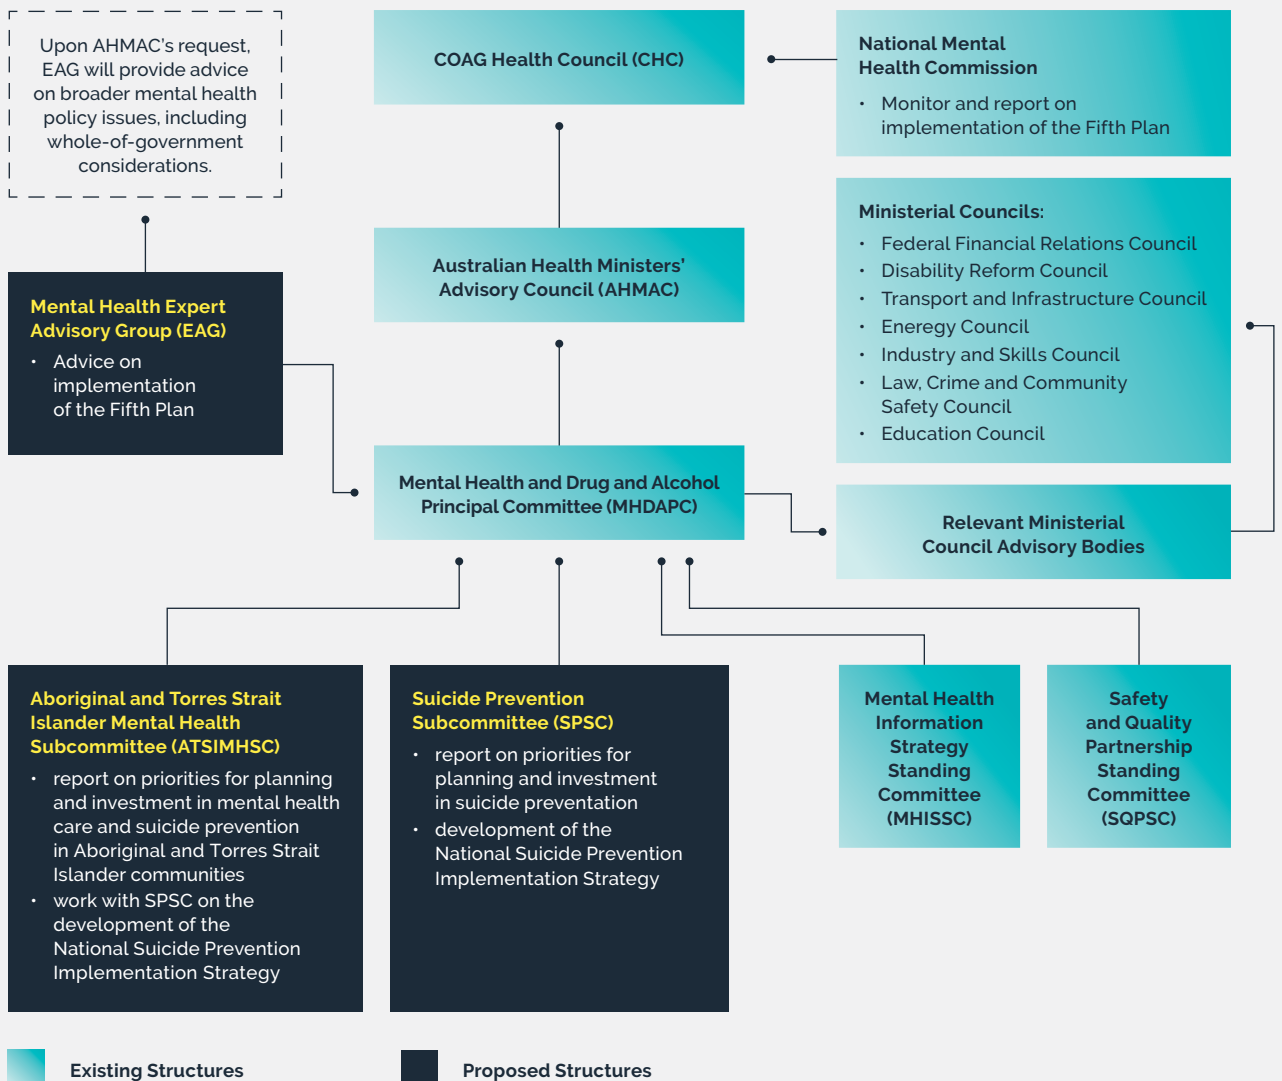 Upon AHMAC’s request,
EAG will provide advice
on broader mental health
policy issues, including
whole-of-government
considerations.
COAG Health Council (CHC)
National Mental
Health Commission
• Monitor and report on
implementation of the Fifth Plan
Mental Health Expert
Advisory Group (EAG)
• Advice on
implementation
of the Fifth Plan
Australian Health Ministers’
Advisory Council (AHMAC)
Ministerial Councils:
• Federal Financial Relations Council
• Disability Reform Council
• Transport and Infrastructure Council
• Eneregy Council
• Industry and Skills Council
• Law, Crime and Community
Safety Council
• Education Council
Mental Health and Drug and Alcohol
Principal Committee (MHDAPC)
Relevant Ministerial
Council Advisory Bodies
Aboriginal and Torres Strait
Islander Mental Health
Subcommittee (ATSIMHSC)
• report on priorities for planning
and investment in mental health
care and suicide prevention
in Aboriginal and Torres Strait
Islander communities
• work with SPSC on the
development of the
National Suicide Prevention
Implementation Strategy
Suicide Prevention
Subcommittee (SPSC)
• report on priorities for
planning and investment
in suicide preventation
• development of the
National Suicide Prevention
Implementation Strategy
Mental Health
Information
Strategy
Standing
Committee
(MHISSC)
Safety
and Quality
Partnership
Standing
Committee
(SQPSC)
Existing Structures
Proposed Structures